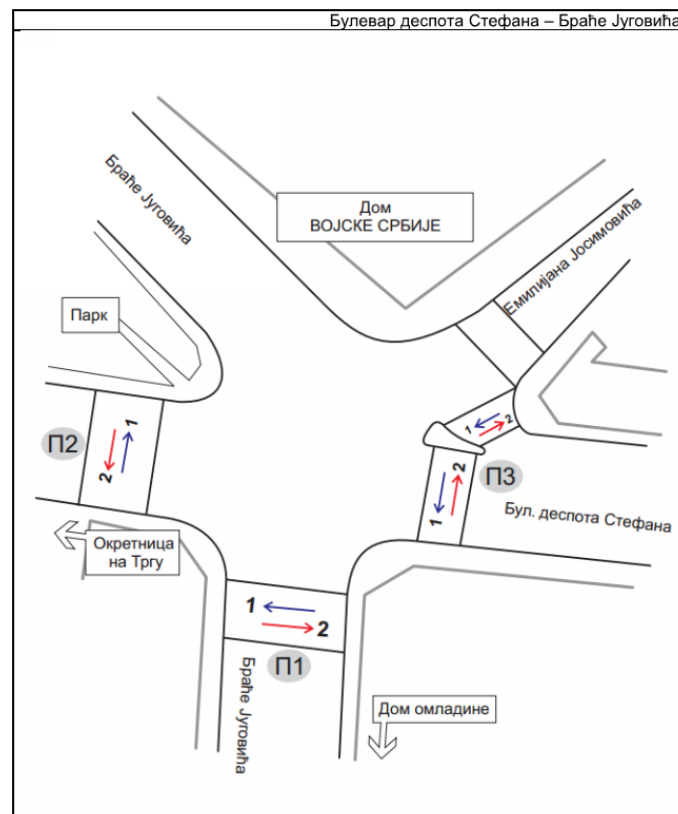 Булевар деспота Стефана – Браће Југовића
Браће Југовића
Дом
ВОЈСКЕ СРБИЈЕ
Емилијана Јосимовића
Парк
1
2
П2
1
2
1
2
П3
Бул. деспота Стефана
Окретница
на Тргу
1
2
П1
Браће Југовића
Дом омладине